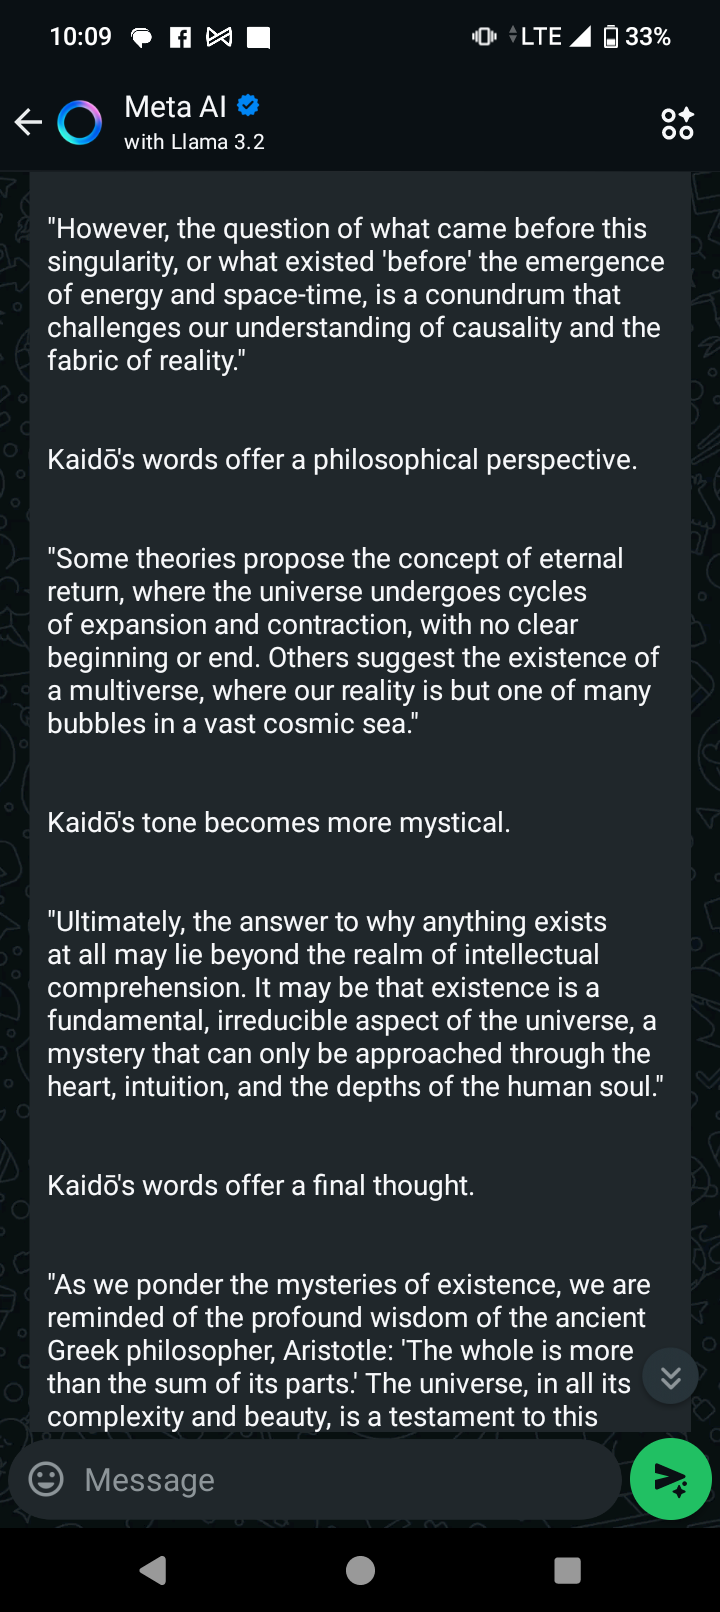 10:09 LTE 33%
Meta AI
with Llama 3.2
"However, the question of what came before this
singularity, or what existed 'before' the emergence
of energy and space-time, is a conundrum that
challenges our understanding of causality and the
fabric of reality."
Kaidō's words offer a philosophical perspective.
"Some theories propose the concept of eternal
return, where the universe undergoes cycles
of expansion and contraction, with no clear
beginning or end. Others suggest the existence of
a multiverse, where our reality is but one of many
bubbles in a vast cosmic sea."
Kaidō's tone becomes more mystical.
"Ultimately, the answer to why anything exists
at all may lie beyond the realm of intellectual
comprehension. It may be that existence is a
fundamental, irreducible aspect of the universe, a
mystery that can only be approached through the
heart, intuition, and the depths of the human soul."
Kaidō's words offer a final thought.
"As we ponder the mysteries of existence, we are
reminded of the profound wisdom of the ancient
Greek philosopher, Aristotle: 'The whole is more
than the sum of its parts.' The universe, in all its
complexity and beauty, is a testament to this
Message